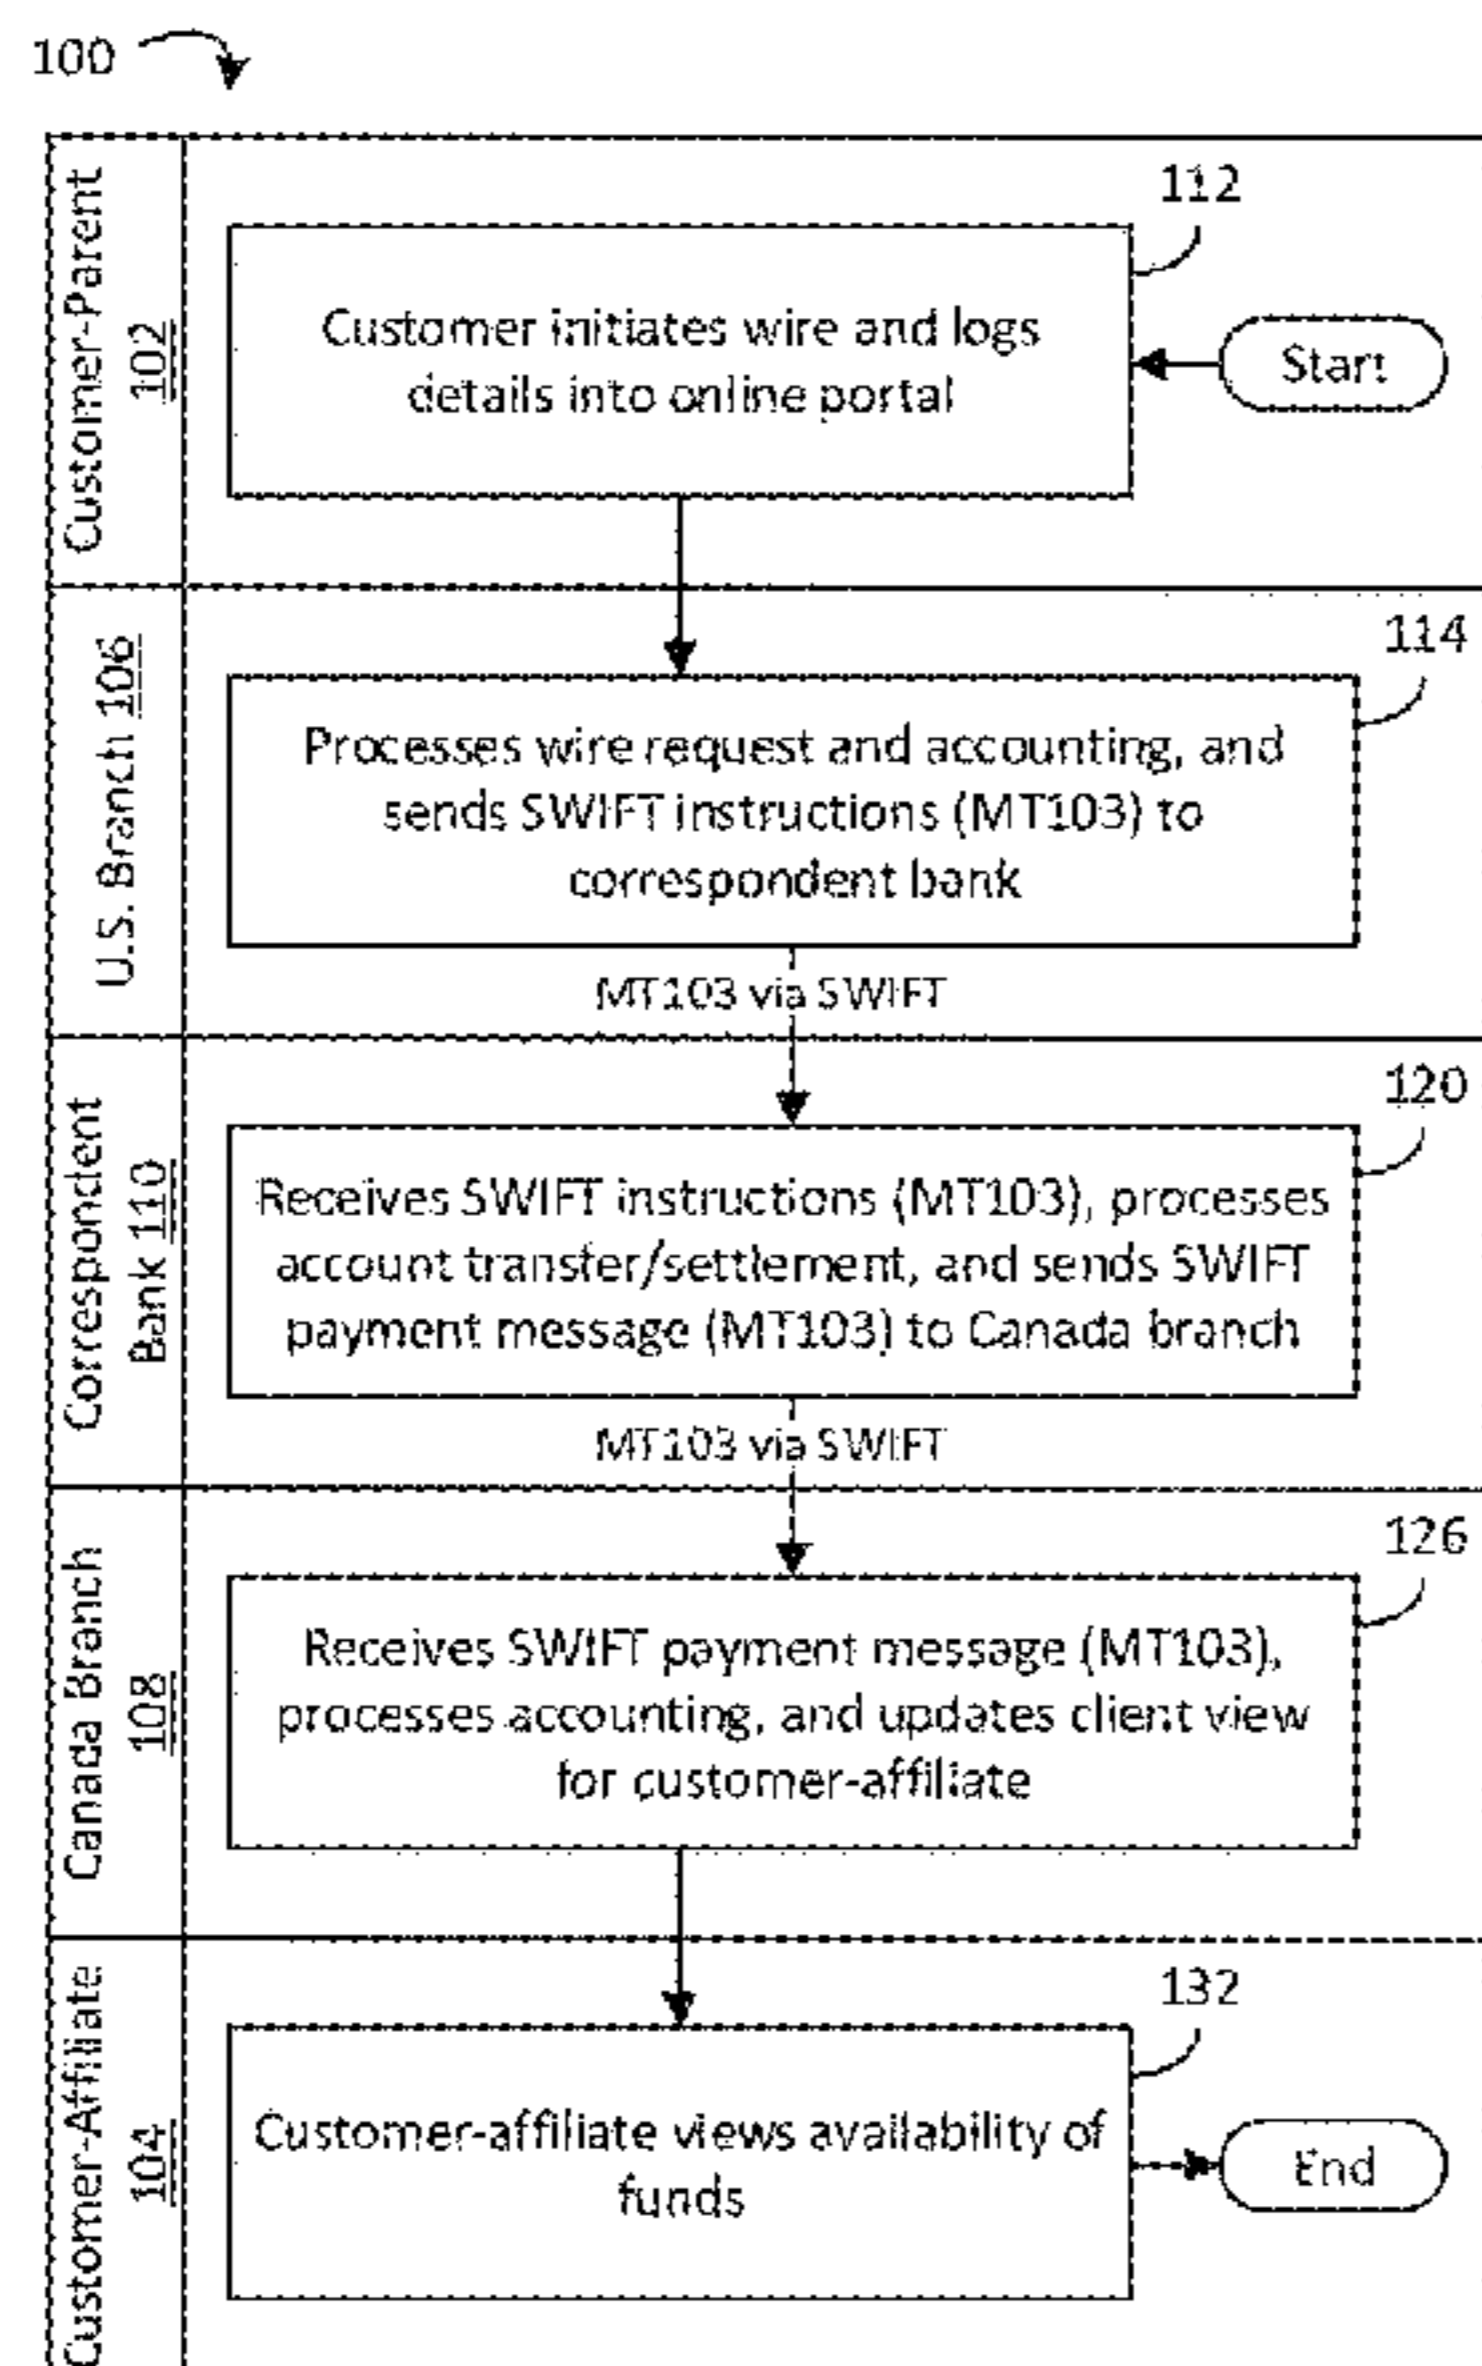 100
Customer-Parent
102
112
Customer initiates wire and logs
details into online portal
Start
U.S. Branch 106
114
Processes wire request and accounting, and
sends SWIFT instructions (MT103) to
correspondent bank
MT103 via SWIFT
Correspondent
Bank 110
120
Receives SWIFT instructions (MT103), processes
account transfer/settlement, and sends SWIFT
payment message (MT103) to Canada branch
MT103 via SWIFT
Canada Branch
108
126
Receives SWIFT payment message (MT103),
processes accounting, and updates client view
for customer-affiliate
Customer-Affiliate
104
132
Customer-affiliate views availability of
funds
End